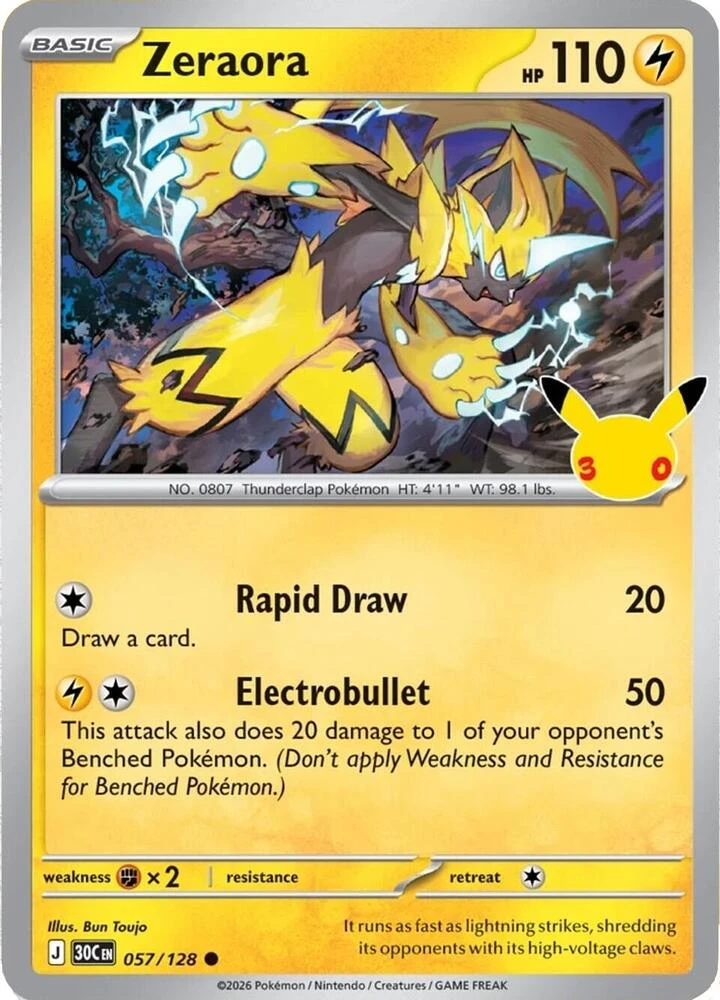 BASIC Zeraora HP 110
30
NO. 0807 Thunderclap Pokémon HT: 4'11" WT: 98.1 lbs.
Rapid Draw 20
Draw a card.
Electrobullet 50
This attack also does 20 damage to 1 of your opponent's
Benched Pokémon. (Don't apply Weakness and Resistance
for Benched Pokémon.)
weakness ×2 resistance retreat
Illus. Bun Toujo
It runs as fast as lightning strikes, shredding
its opponents with its high-voltage claws.
J 30C EN 057/128
©2026 Pokémon / Nintendo / Creatures / GAME FREAK